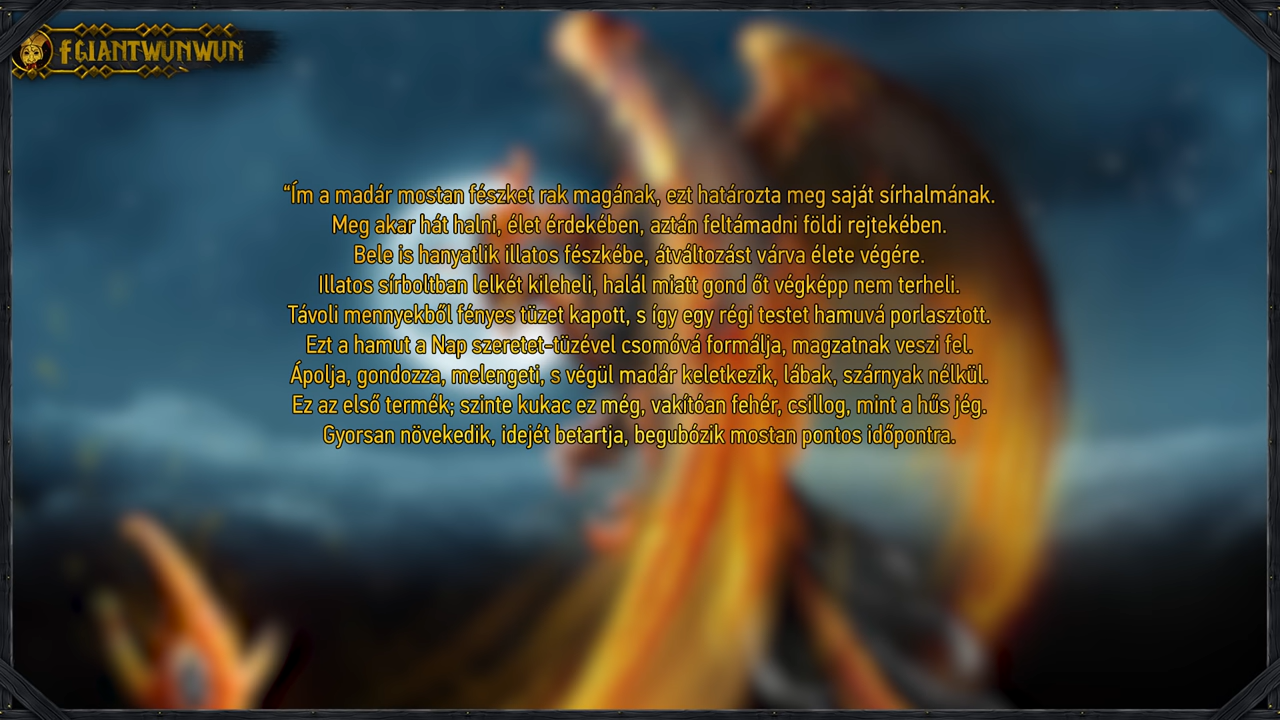 fGIANTWUNWUN
“Ím a madár mostan fészket rak magának, ezt határozta meg saját sírhalmának.
Meg akar hát halni, élet érdekében, aztán feltámadni földi rejtekében.
Bele is hanyatlik illatos fészkébe, átváltozást várva élete végére.
Illatos sírboltban lelkét kileheli, halál miatt gond őt végképp nem terheli.
Távoli mennyekből fényes tüzet kapott, s így egy régi testet hamuvá porlasztott.
Ezt a hamut a Nap szeretet-tüzével csomóvá formálja, magzatnak veszi fel.
Ápolja, gondozza, melengeti, s végül madár keletkezik, lábak, szárnyak nélkül.
Ez az első termék; szinte kukac ez még, vakítóan fehér, csillog, mint a hűs jég.
Gyorsan növekedik, idejét betartja, begubózik mostan pontos időpontra.